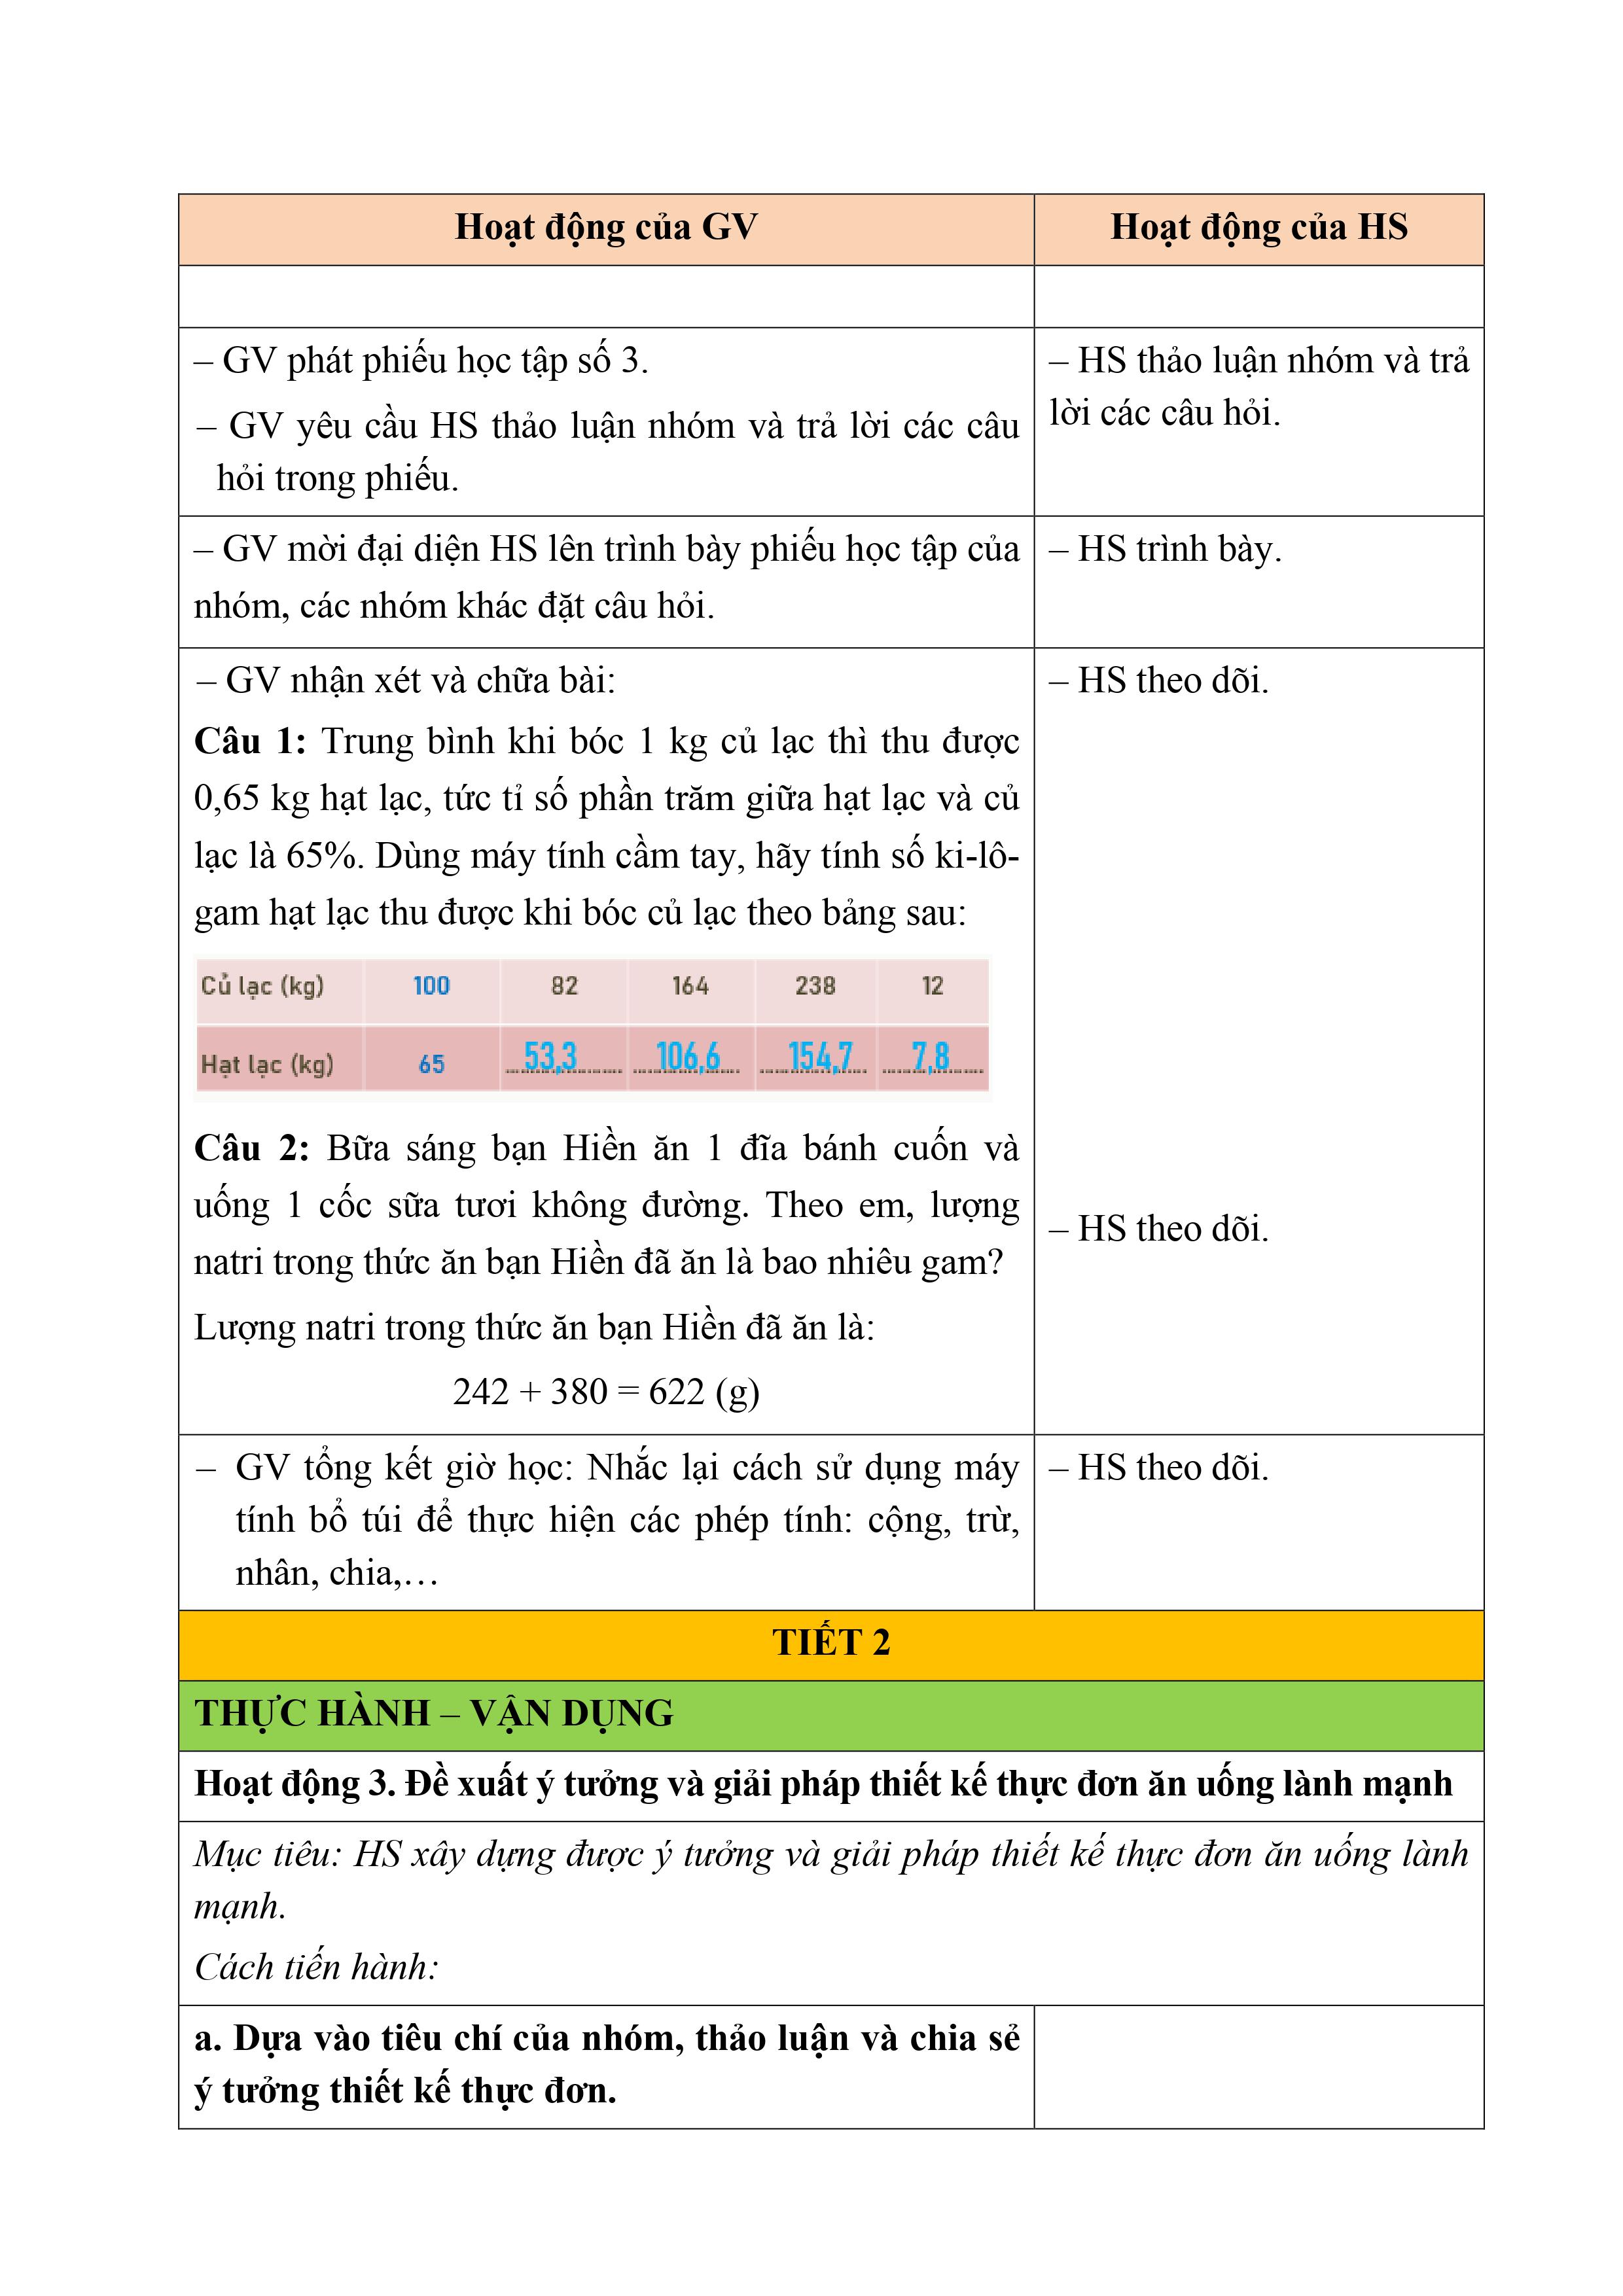 Hoạt động của GV
Hoạt động của HS
– GV phát phiếu học tập số 3.
– GV yêu cầu HS thảo luận nhóm và trả lời các câu
hỏi trong phiếu.
– HS thảo luận nhóm và trả
lời các câu hỏi.
– GV mời đại diện HS lên trình bày phiếu học tập của
nhóm, các nhóm khác đặt câu hỏi.
– HS trình bày.
– GV nhận xét và chữa bài:
– HS theo dõi.
Câu 1: Trung bình khi bóc 1 kg củ lạc thì thu được
0,65 kg hạt lạc, tức tỉ số phần trăm giữa hạt lạc và củ
lạc là 65%. Dùng máy tính cầm tay, hãy tính số ki-lô-
gam hạt lạc thu được khi bóc củ lạc theo bảng sau:
Củ lạc (kg) 100 82 164 238 12
Hạt lạc (kg) 65 53,3 106,6 154,7 7,8
Câu 2: Bữa sáng bạn Hiền ăn 1 đĩa bánh cuốn và
uống 1 cốc sữa tươi không đường. Theo em, lượng
natri trong thức ăn bạn Hiền đã ăn là bao nhiêu gam?
– HS theo dõi.
Lượng natri trong thức ăn bạn Hiền đã ăn là:
242 + 380 = 622 (g)
– GV tổng kết giờ học: Nhắc lại cách sử dụng máy
tính bổ túi để thực hiện các phép tính: cộng, trừ,
nhân, chia,…
– HS theo dõi.
TIẾT 2
THỰC HÀNH – VẬN DỤNG
Hoạt động 3. Đề xuất ý tưởng và giải pháp thiết kế thực đơn ăn uống lành mạnh
Mục tiêu: HS xây dựng được ý tưởng và giải pháp thiết kế thực đơn ăn uống lành
mạnh.
Cách tiến hành:
a. Dựa vào tiêu chí của nhóm, thảo luận và chia sẻ
ý tưởng thiết kế thực đơn.